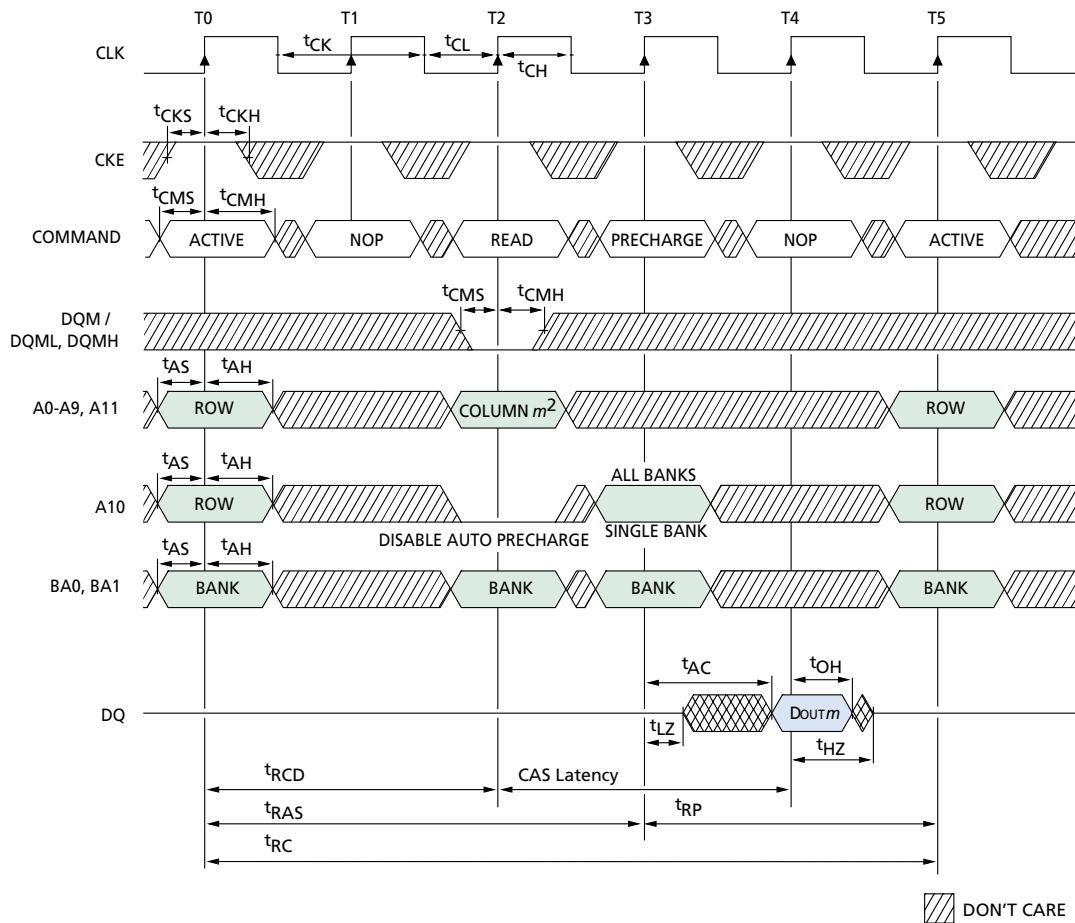 T0 T1 T2 T3 T4 T5
CLK
tCK tCL
tCH
tCKS tCKH
CKE
tCMS tCMH
COMMAND ACTIVE NOP READ PRECHARGE NOP ACTIVE
tCMS tCMH
DQM /
DQML, DQMH
tAS tAH
A0-A9, A11 ROW COLUMN m2 ROW
tAS tAH
ALL BANKS
A10 ROW ROW
DISABLE AUTO PRECHARGE SINGLE BANK
tAS tAH
BA0, BA1 BANK BANK BANK BANK
tAC tOH
DQ DOUT m
tLZ tHZ
tRCD CAS Latency
tRAS tRP
tRC
DON'T CARE